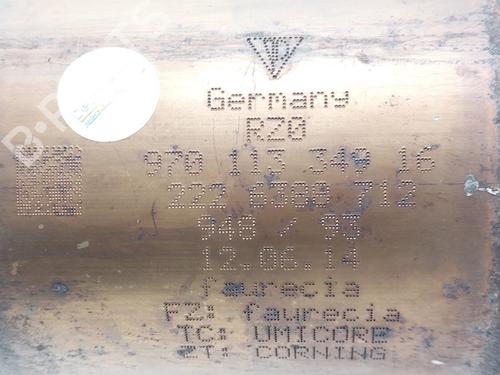 Germany
RZ0
970 113 349 16
222 6388 712
948 / 93
12.06.14
faurecia
FZ: faurecia
TC: UMICORE
ZT: CORNING